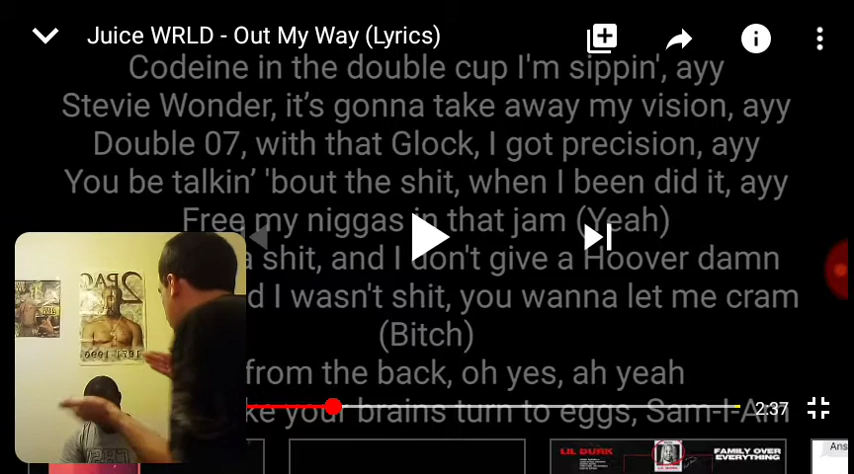 Juice WRLD - Out My Way (Lyrics)
Codeine in the double cup I'm sippin', ayy
Stevie Wonder, it's gonna take away my vision, ayy
Double 07, with that Glock, I got precision, ayy
You be talkin' 'bout the shit, when I been did it, ayy
Free my niggas in that jam (Yeah)
a shit, and I don't give a Hoover damn
d I wasn't shit, you wanna let me cram
(Bitch)
from the back, oh yes, ah yeah
ke your brains turn to eggs, Sam-I-Am
2:37
2PAC
1971-1996
LIL DURK
FAMILY OVER
EVERYTHING
Ans